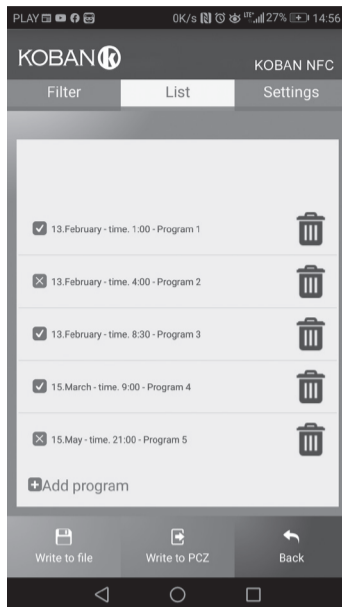 PLAY 0K/s LTE 27% 14:56
KOBAN k
KOBAN NFC
Filter List Settings
13.February - time. 1:00 - Program 1
13.February - time. 4:00 - Program 2
13.February - time. 8:30 - Program 3
15.March - time. 9:00 - Program 4
15.May - time. 21:00 - Program 5
Add program
Write to file Write to PCZ Back